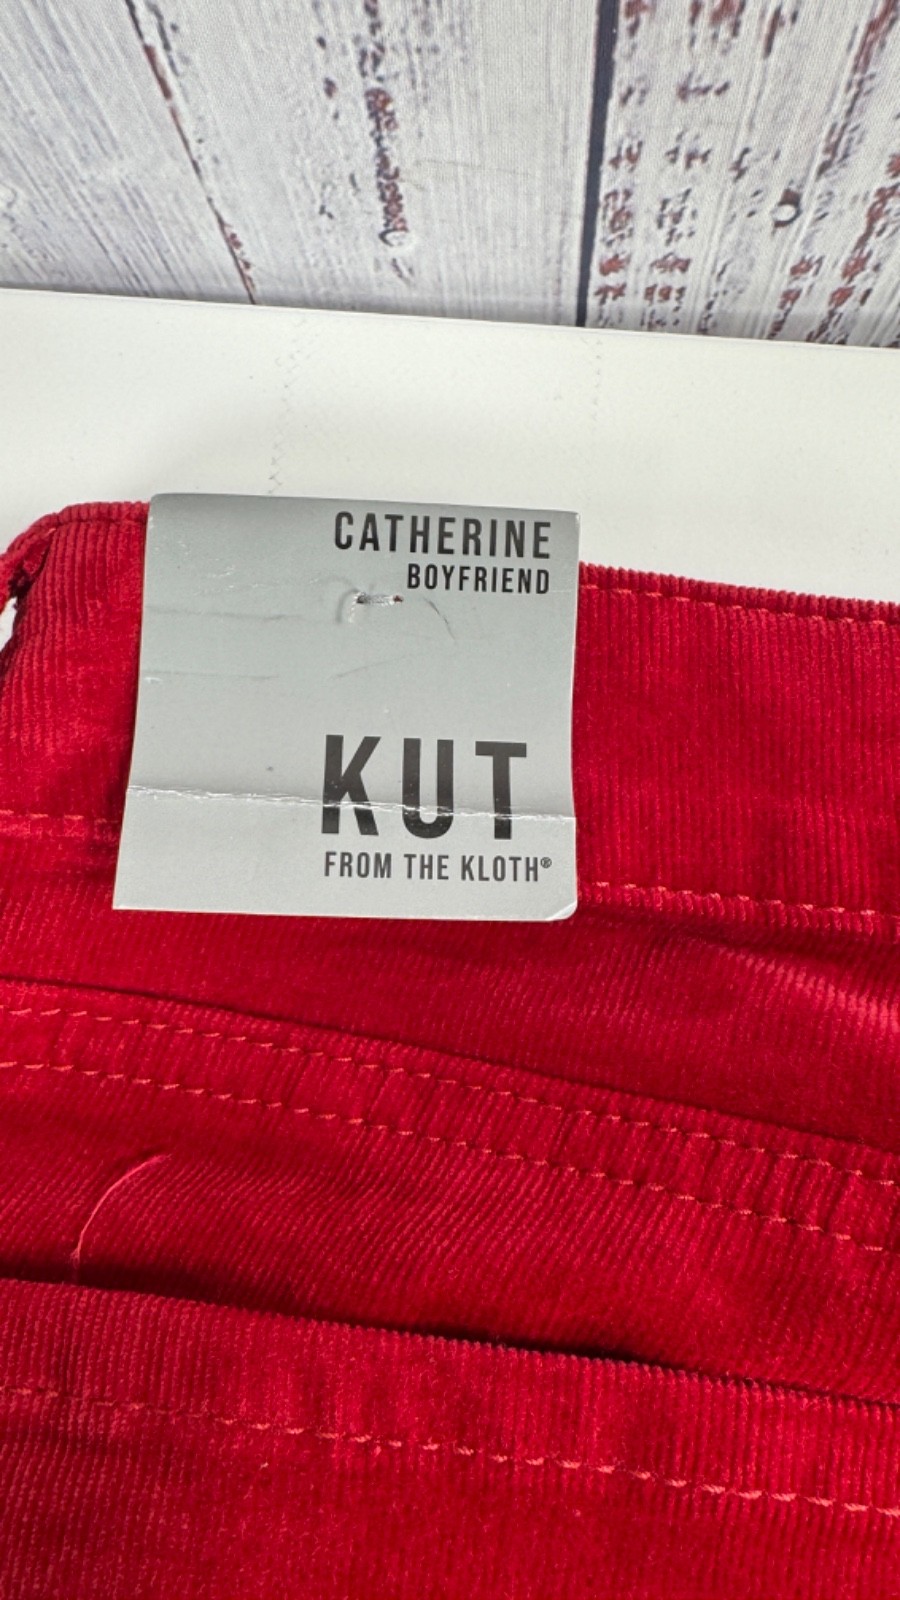 CATHERINE
BOYFRIEND
KUT
FROM THE KLOTH®